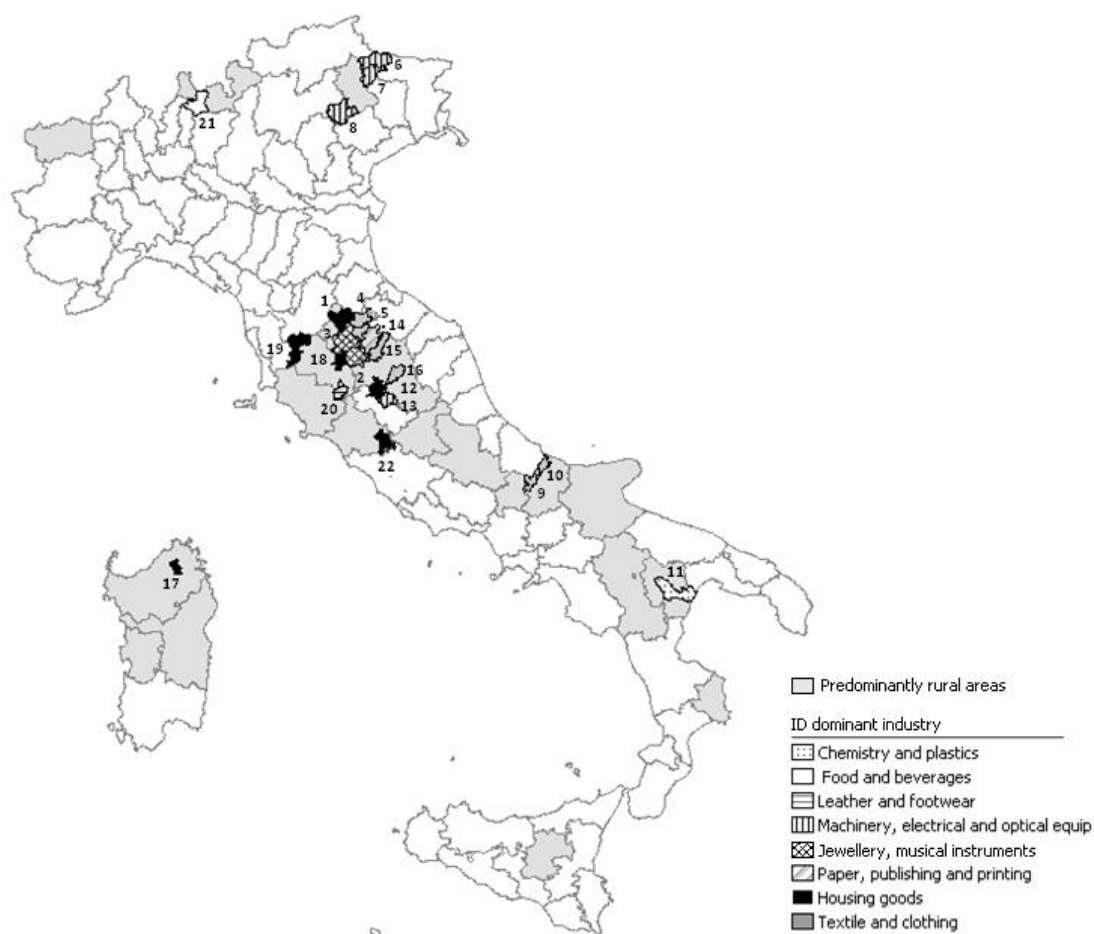 6
7
21
8
1
4
5
14
3
15
19
18
2
16
12
20
13
22
10
9
11
17
Predominantly rural areas
ID dominant industry
Chemistry and plastics
Food and beverages
Leather and footwear
Machinery, electrical and optical equip
Jewellery, musical instruments
Paper, publishing and printing
Housing goods
Textile and clothing